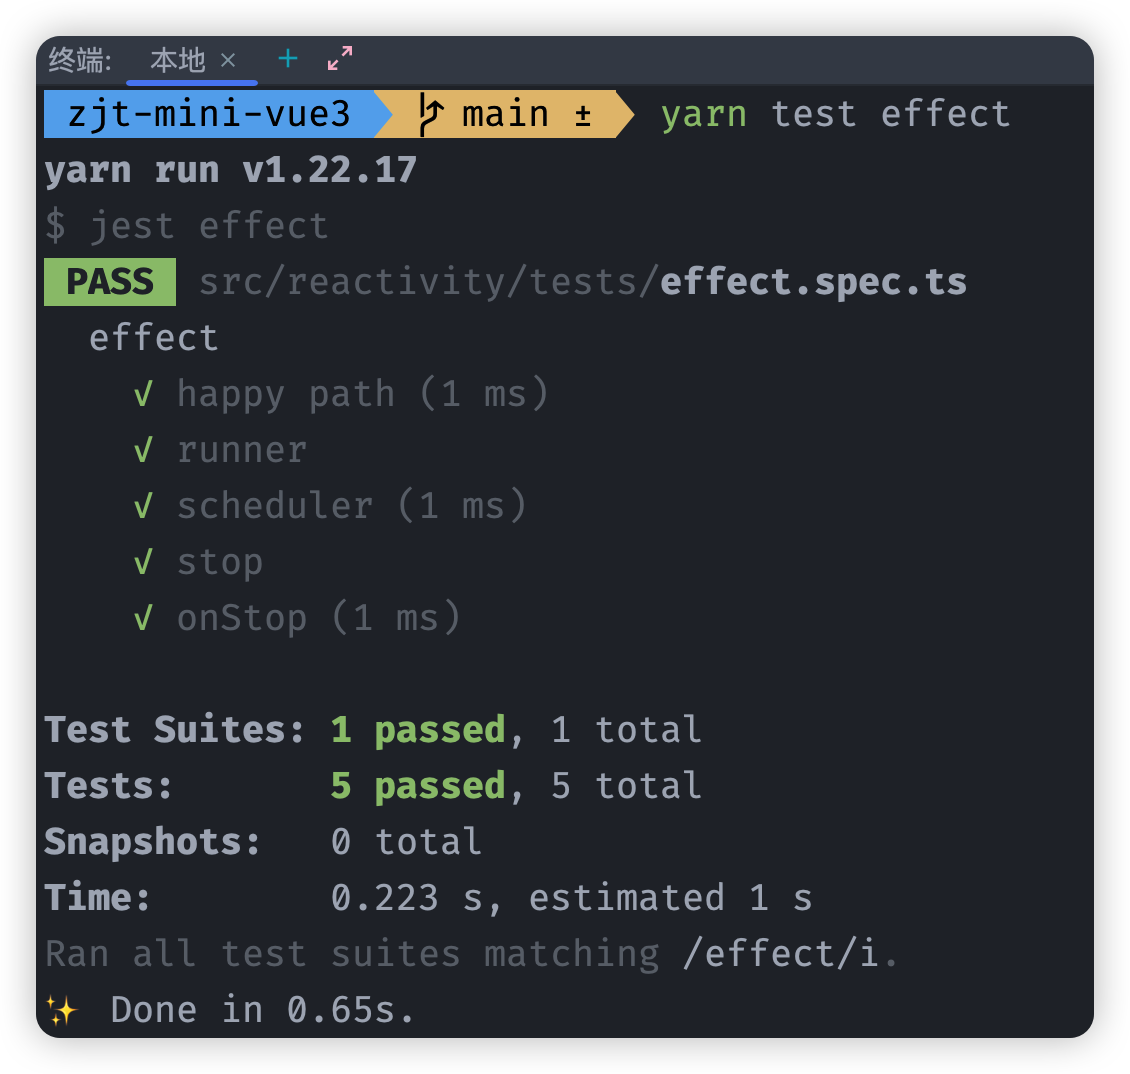 终端: 本地 × +
zjt-mini-vue3 main ± yarn test effect
yarn run v1.22.17
$ jest effect
PASS src/reactivity/tests/effect.spec.ts
effect
√ happy path (1 ms)
√ runner
√ scheduler (1 ms)
√ stop
√ onStop (1 ms)
Test Suites: 1 passed, 1 total
Tests: 5 passed, 5 total
Snapshots: 0 total
Time: 0.223 s, estimated 1 s
Ran all test suites matching /effect/i.
✨ Done in 0.65s.